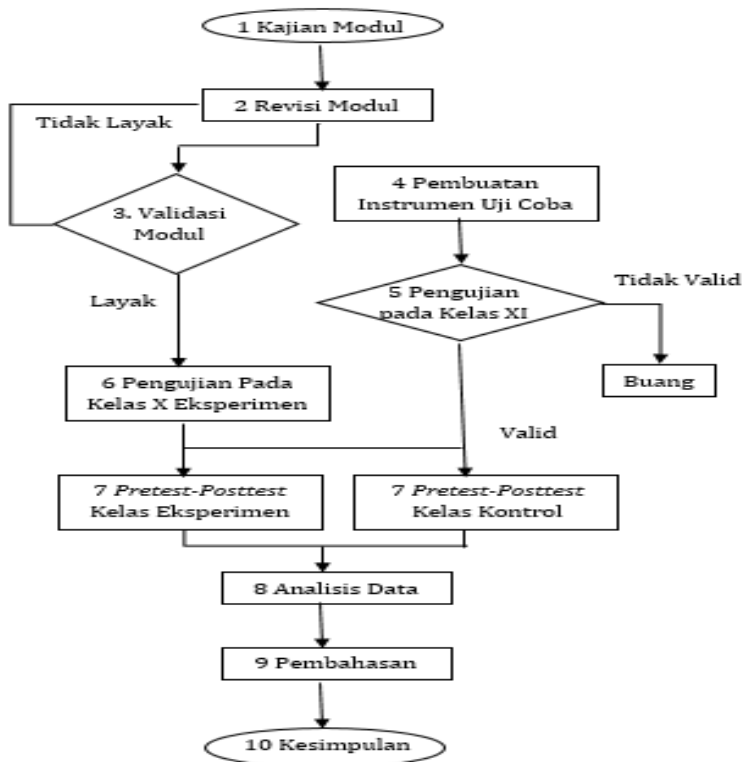 1 Kajian Modul
2 Revisi Modul
Tidak Layak
3. Validasi
Modul
4 Pembuatan
Instrumen Uji Coba
Layak
5 Pengujian
pada Kelas XI
Tidak Valid
Buang
6 Pengujian Pada
Kelas X Eksperimen
Valid
7 Pretest-Posttest
Kelas Eksperimen
7 Pretest-Posttest
Kelas Kontrol
8 Analisis Data
9 Pembahasan
10 Kesimpulan